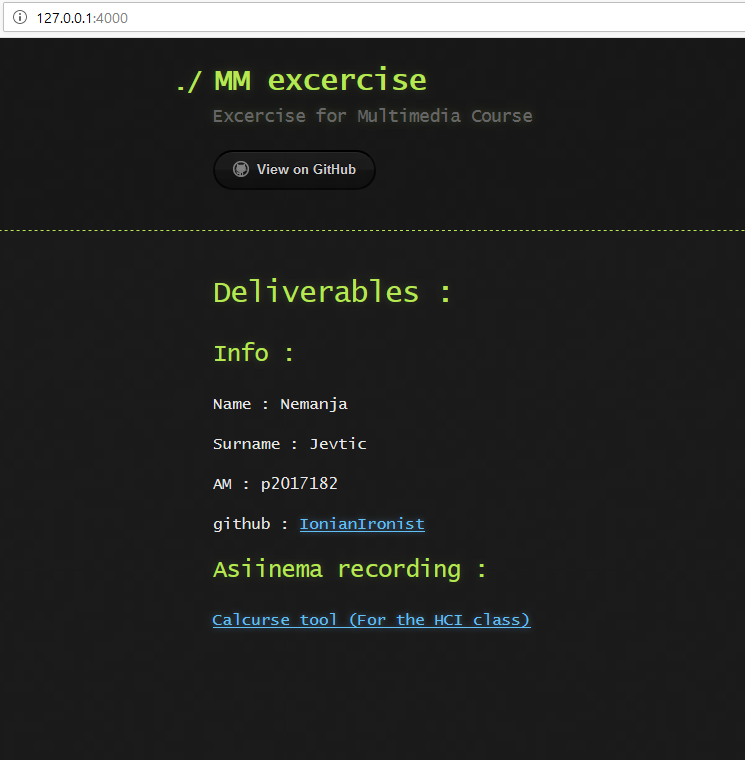 127.0.0.1:4000
./ MM excercise
Excercise for Multimedia Course
View on GitHub
Deliverables :
Info :
Name : Nemanja
Surname : Jevtic
AM : p2017182
github : IonianIronist
Asiinema recording :
Calcurse tool (For the HCI class)